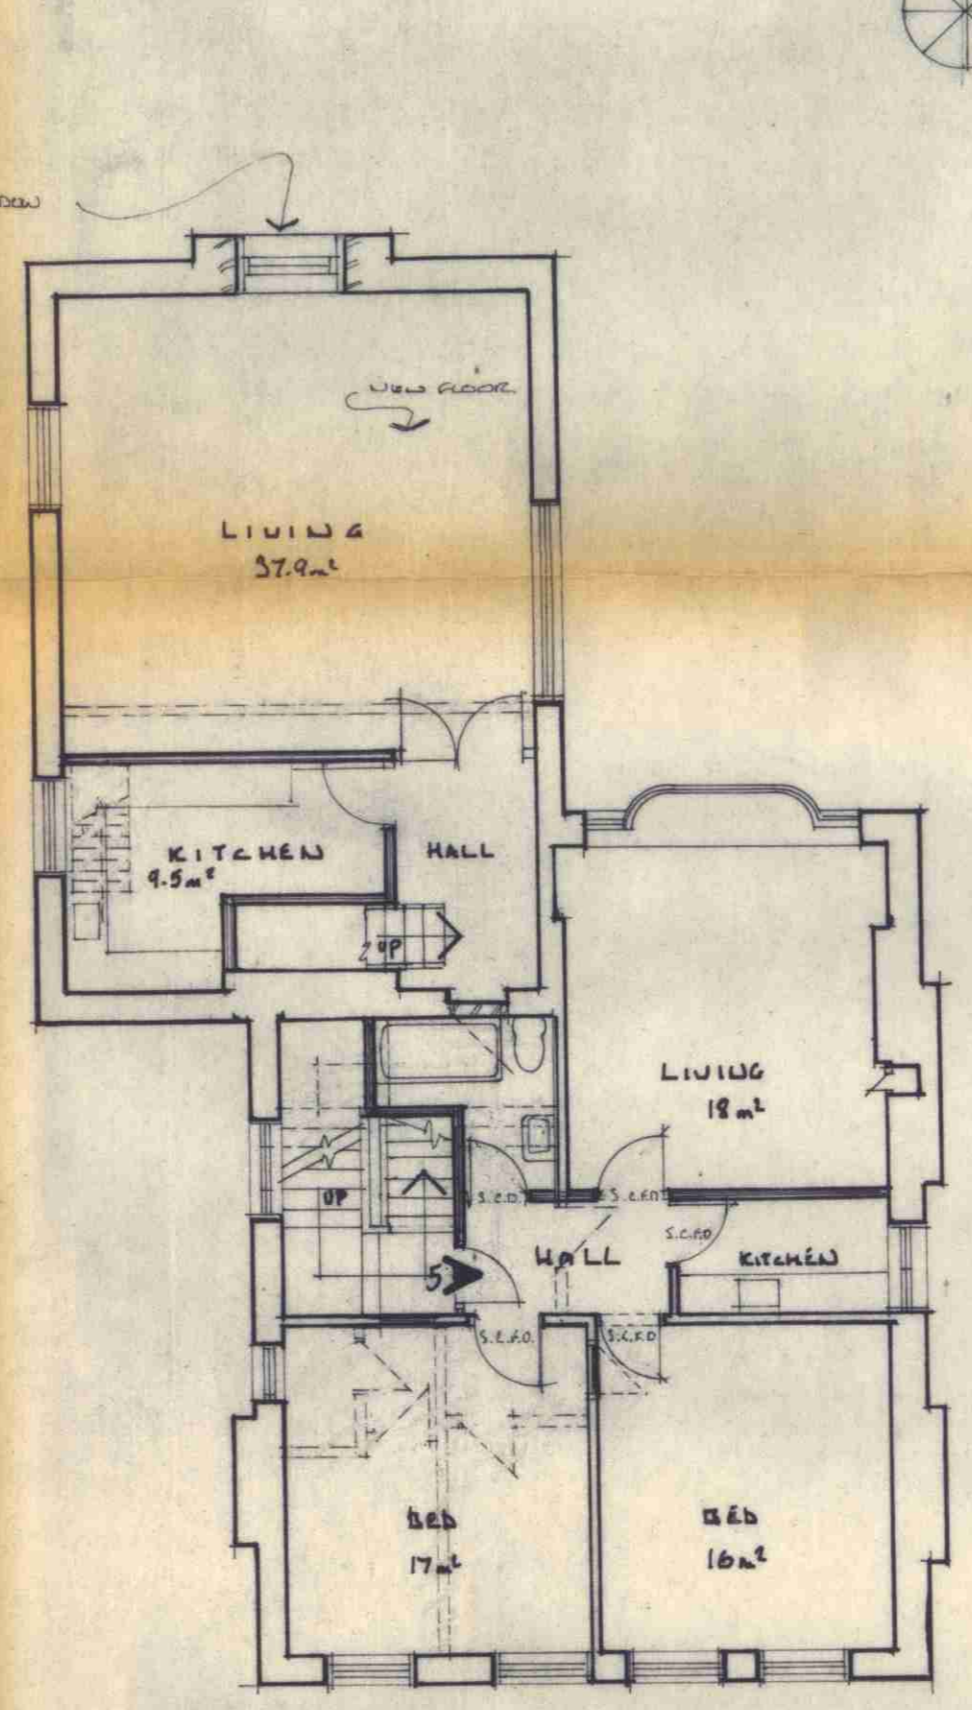 NEW FLOOR
LIVING
37.9m²
KITCHEN
9.5m²
HALL
UP
LIVING
18m²
UP
S.C.D.
S.C.F.D
S.C.F.D
HALL
KITCHEN
5
S.C.F.D.
S.C.F.D
BED
17m²
BED
16m²